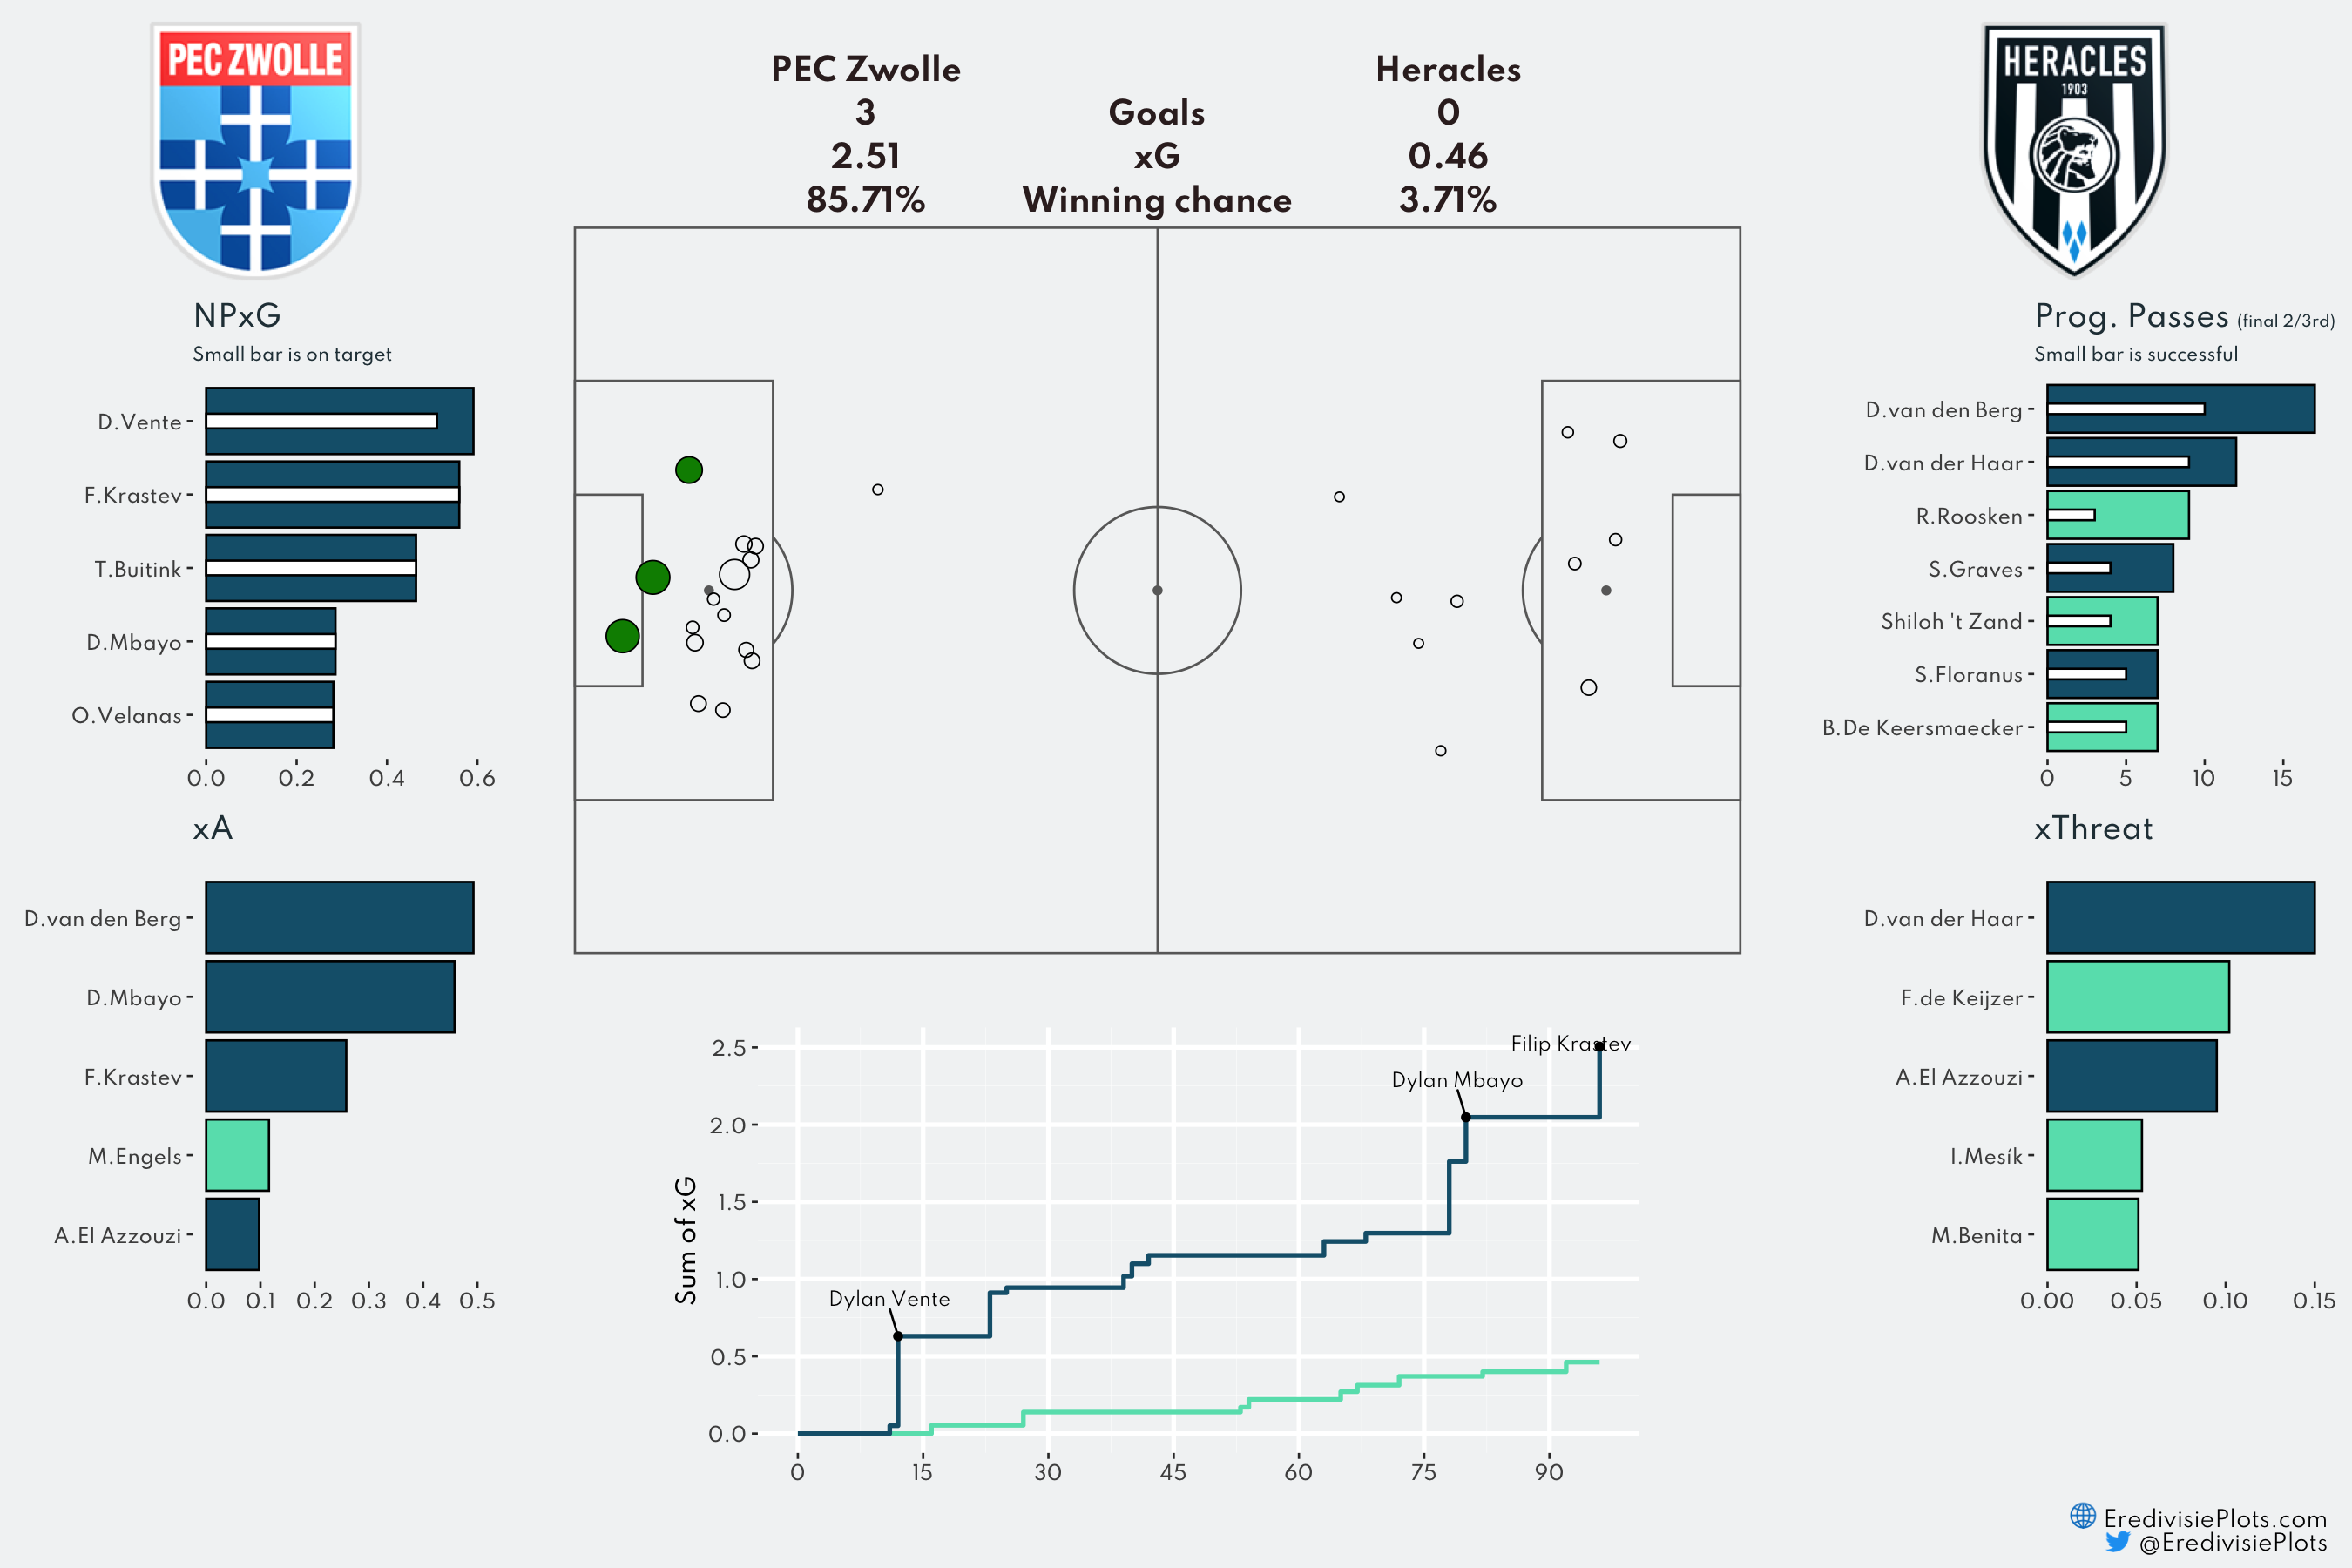 PEC ZWOLLE
HERACLES
1903
PEC Zwolle Heracles
3 Goals 0
2.51 xG 0.46
85.71% Winning chance 3.71%
NPxG
Small bar is on target
D.Vente
F.Krastev
T.Buitink
D.Mbayo
O.Velanas
0.0 0.2 0.4 0.6
xA
D.van den Berg
D.Mbayo
F.Krastev
M.Engels
A.El Azzouzi
0.0 0.1 0.2 0.3 0.4 0.5
Sum of xG
2.5
2.0
1.5
1.0
0.5
0.0
Filip Krastev
Dylan Mbayo
Dylan Vente
0 15 30 45 60 75 90
Prog. Passes (final 2/3rd)
Small bar is successful
D.van den Berg
D.van der Haar
R.Roosken
S.Graves
Shiloh 't Zand
S.Floranus
B.De Keersmaecker
0 5 10 15
xThreat
D.van der Haar
F.de Keijzer
A.El Azzouzi
I.Mesík
M.Benita
0.00 0.05 0.10 0.15
EredivisiePlots.com
@EredivisiePlots